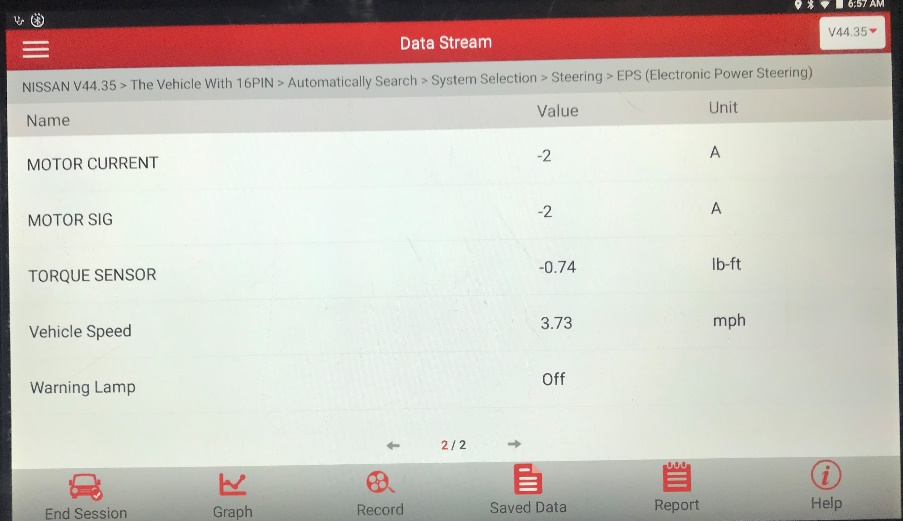 6:57 AM
Data Stream
V44.35
NISSAN V44.35 > The Vehicle With 16PIN > Automatically Search > System Selection > Steering > EPS (Electronic Power Steering)
Name Value Unit
MOTOR CURRENT -2 A
MOTOR SIG -2 A
TORQUE SENSOR -0.74 lb-ft
Vehicle Speed 3.73 mph
Warning Lamp Off
2 / 2
End Session Graph Record Saved Data Report Help